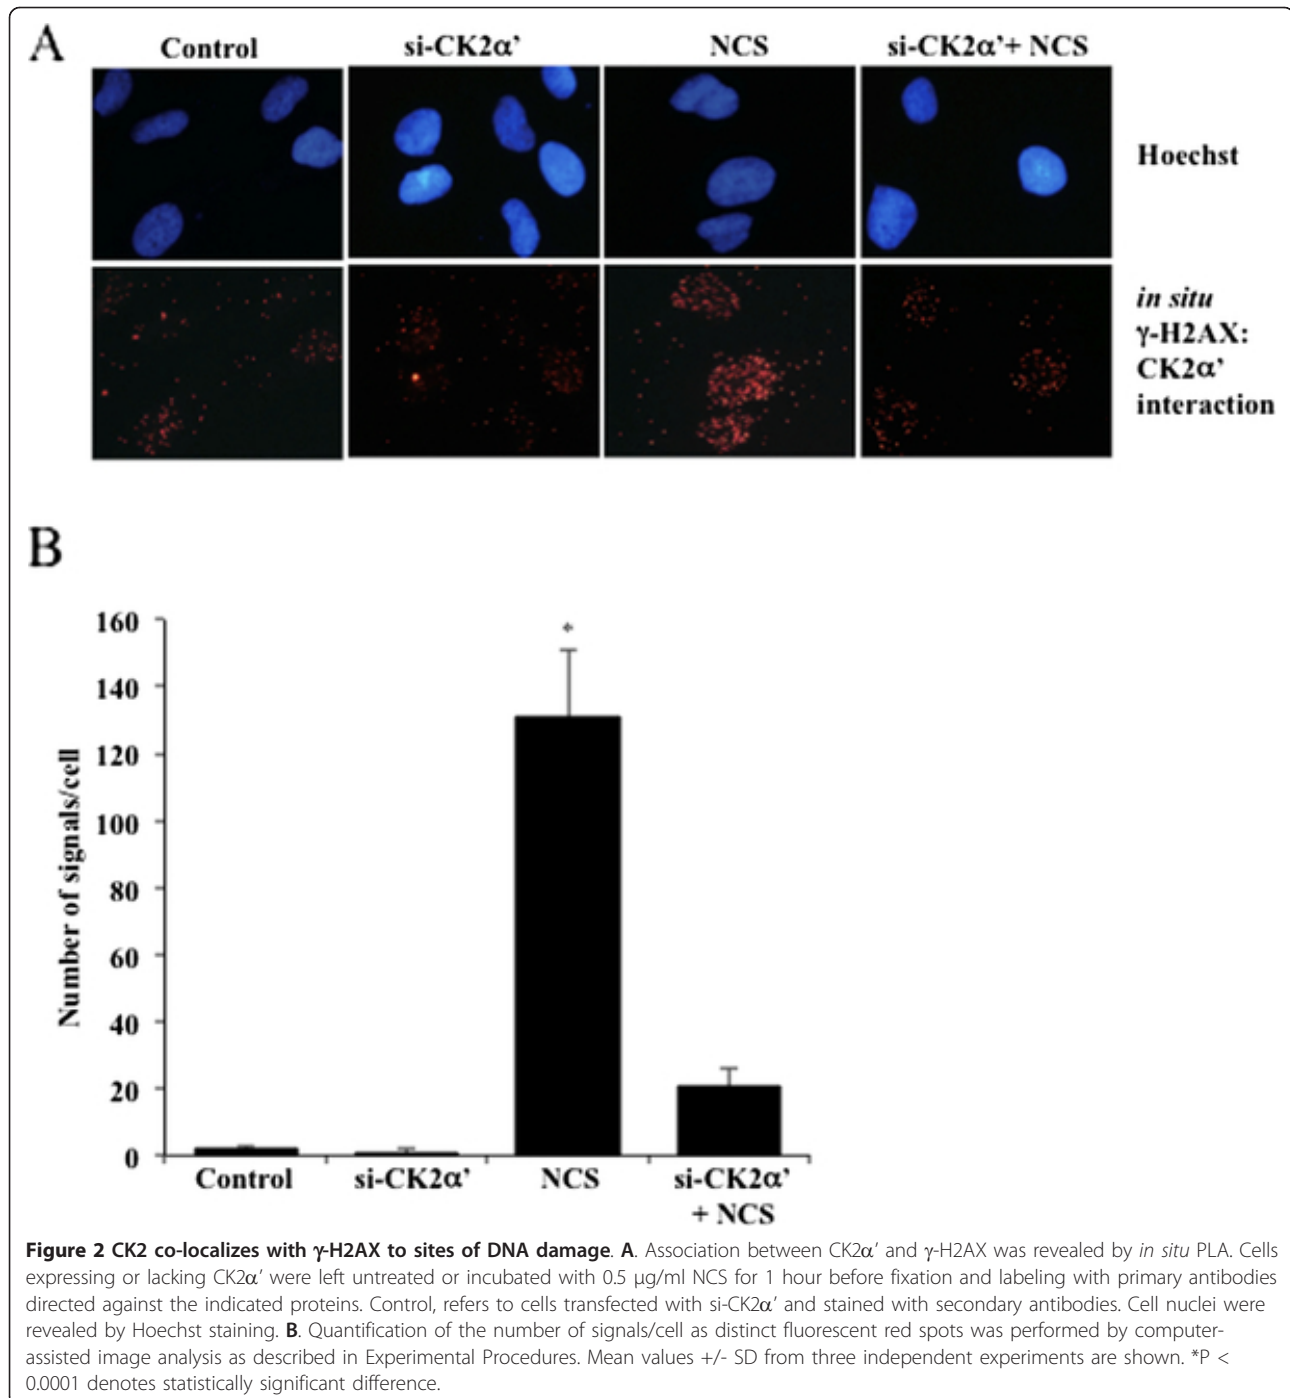 A
Control si-CK2α’ NCS si-CK2α’+ NCS
Hoechst
in situ
γ-H2AX:
CK2α’
interaction
B
Number of signals/cell
160
140
120
100
80
60
40
20
0
*
Control si-CK2α’ NCS si-CK2α’
+ NCS
Figure 2 CK2 co-localizes with γ-H2AX to sites of DNA damage. A. Association between CK2α’ and γ-H2AX was revealed by in situ PLA. Cells
expressing or lacking CK2α’ were left untreated or incubated with 0.5 μg/ml NCS for 1 hour before fixation and labeling with primary antibodies
directed against the indicated proteins. Control, refers to cells transfected with si-CK2α’ and stained with secondary antibodies. Cell nuclei were
revealed by Hoechst staining. B. Quantification of the number of signals/cell as distinct fluorescent red spots was performed by computer-
assisted image analysis as described in Experimental Procedures. Mean values +/- SD from three independent experiments are shown. *P <
0.0001 denotes statistically significant difference.